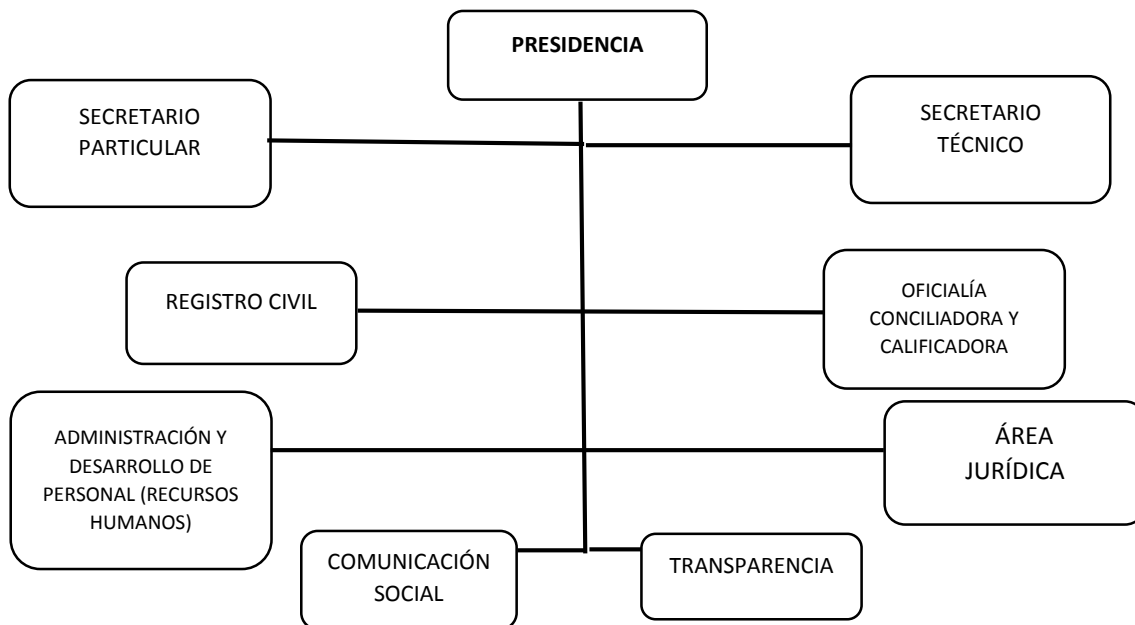 PRESIDENCIA
SECRETARIO
PARTICULAR
SECRETARIO
TÉCNICO
REGISTRO CIVIL
OFICIALÍA
CONCILIADORA Y
CALIFICADORA
ADMINISTRACIÓN Y
DESARROLLO DE
PERSONAL (RECURSOS
HUMANOS)
ÁREA
JURÍDICA
COMUNICACIÓN
SOCIAL
TRANSPARENCIA